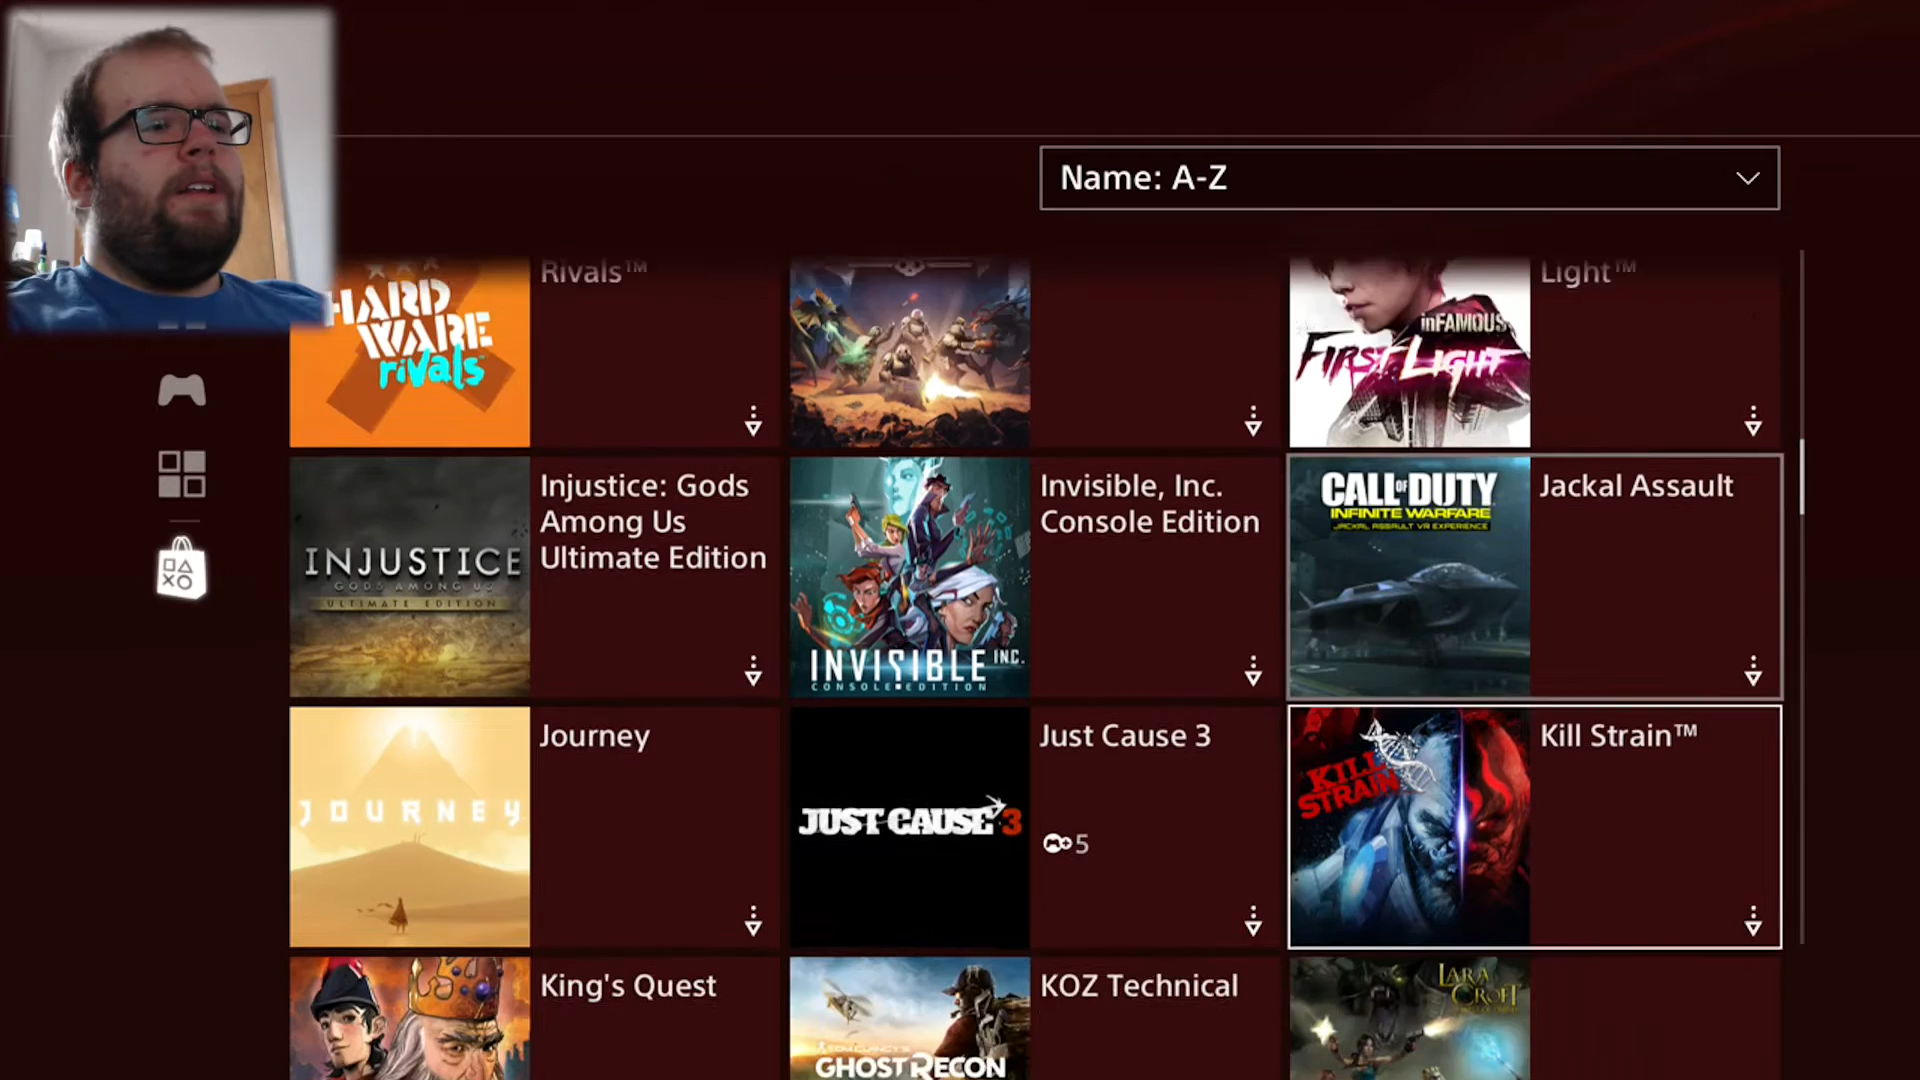 Name: A-Z
Rivals™
HARD
WARE
rivals
Light™
inFAMOUS
FIRST LIGHT
Injustice: Gods
Among Us
Ultimate Edition
INJUSTICE
GODS AMONG US
ULTIMATE EDITION
Invisible, Inc.
Console Edition
INVISIBLE INC.
CONSOLE EDITION
Jackal Assault
CALL OF DUTY
INFINITE WARFARE
JACKAL ASSAULT VR EXPERIENCE
Journey
JOURNEY
Just Cause 3
JUST CAUSE 3
5
Kill Strain™
KILL
STRAIN
King's Quest
KOZ Technical
TOM CLANCY'S
GHOST RECON
LARA
CROFT